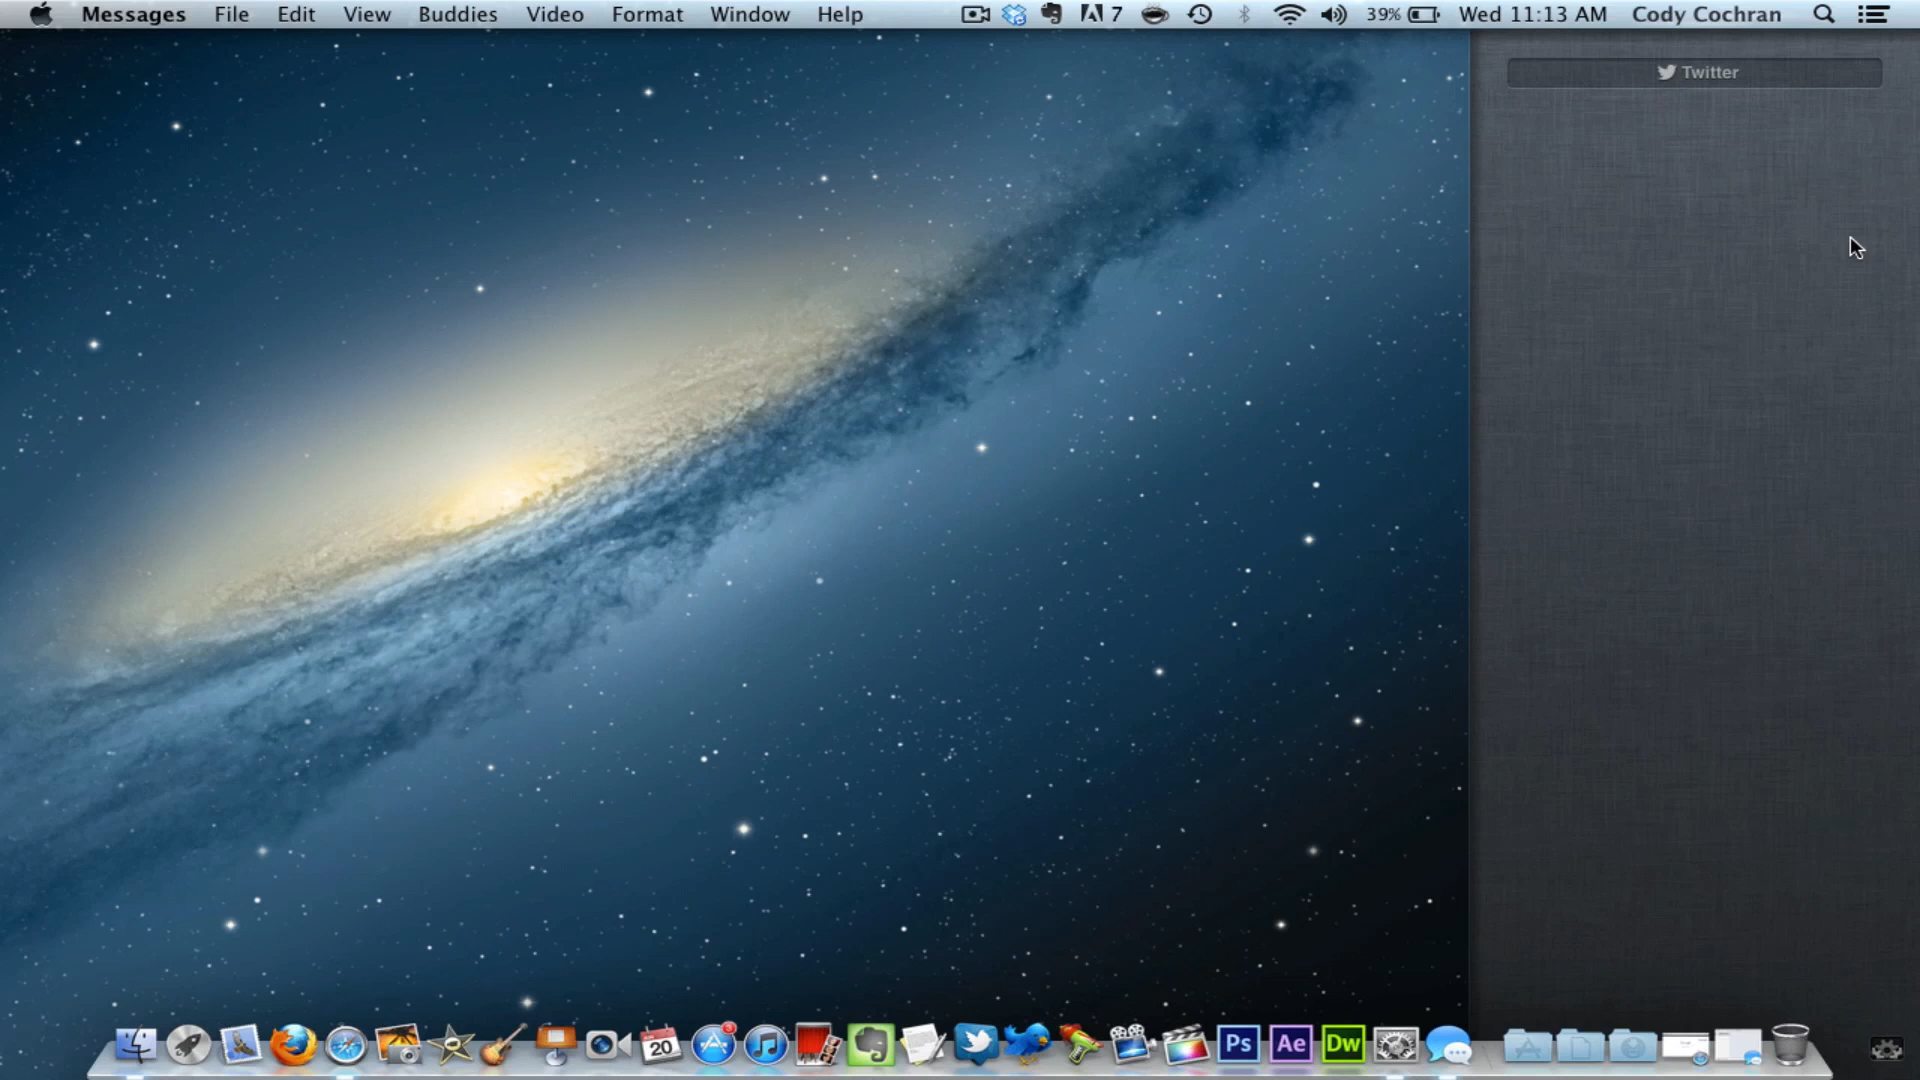 Messages File Edit View Buddies Video Format Window Help 7 39% Wed 11:13 AM Cody Cochran
Twitter
20 3 Ps Ae Dw